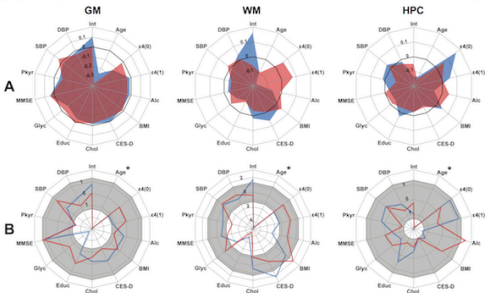 GM
WM
HPC
A
Int
Age
ε4(0)
ε4(1)
Alc
BMI
CES-D
Chol
Educ
Glyc
MMSE
Pkyr
SBP
DBP
Int
Age
ε4(0)
ε4(1)
Alc
BMI
CES-D
Chol
Educ
Glyc
MMSE
Pkyr
SBP
DBP
Int
Age
ε4(0)
ε4(1)
Alc
BMI
CES-D
Chol
Educ
Glyc
MMSE
Pkyr
SBP
DBP
B
Int
Age *
ε4(0)
ε4(1)
Alc
BMI
CES-D
Chol
Educ
Glyc
MMSE
Pkyr
SBP
DBP
Int
Age *
ε4(0)
ε4(1)
Alc
BMI
CES-D
Chol
Educ
Glyc
MMSE
Pkyr
SBP
DBP
Int
Age *
ε4(0)
ε4(1)
Alc
BMI
CES-D
Chol
Educ
Glyc
MMSE
Pkyr
SBP
DBP